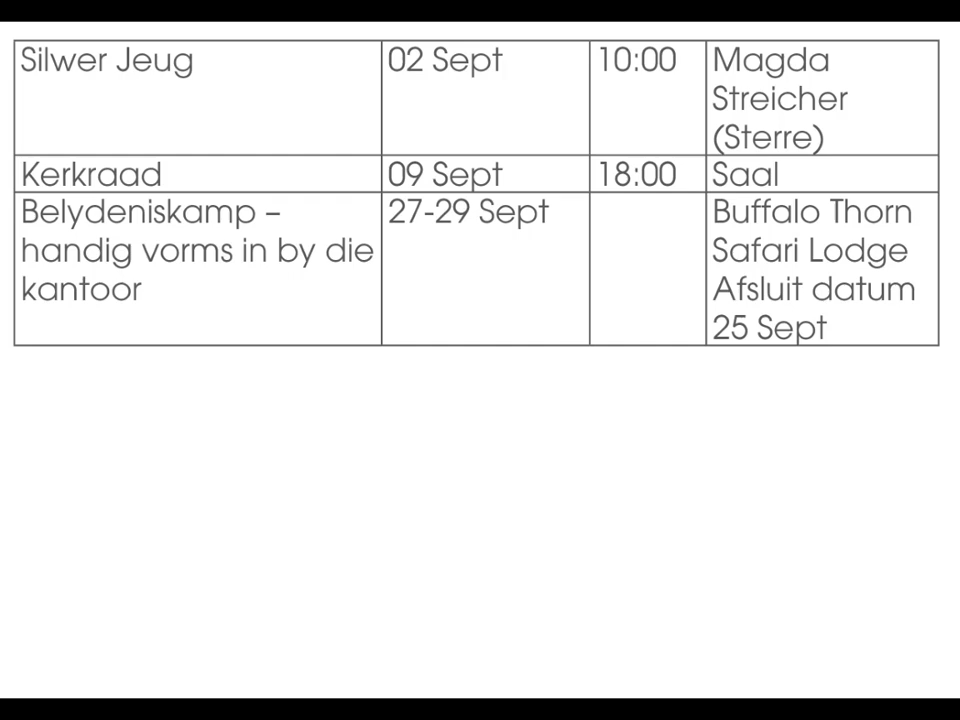 Silwer Jeug 02 Sept 10:00 Magda
Streicher
(Sterre)
Kerkraad 09 Sept 18:00 Saal
Belydeniskamp – 27-29 Sept Buffalo Thorn
handig vorms in by die Safari Lodge
kantoor Afsluit datum
25 Sept